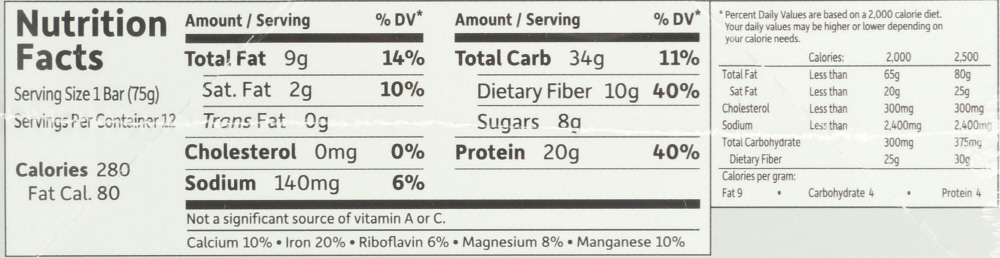 Nutrition
Facts
Serving Size 1 Bar (75g)
Servings Per Container 12
Calories 280
Fat Cal. 80
Amount / Serving % DV*
Total Fat 9g 14%
Sat. Fat 2g 10%
Trans Fat 0g
Cholesterol 0mg 0%
Sodium 140mg 6%
Amount / Serving % DV*
Total Carb 34g 11%
Dietary Fiber 10g 40%
Sugars 8g
Protein 20g 40%
Not a significant source of vitamin A or C.
Calcium 10% • Iron 20% • Riboflavin 6% • Magnesium 8% • Manganese 10%
* Percent Daily Values are based on a 2,000 calorie diet.
Your daily values may be higher or lower depending on
your calorie needs.
Calories: 2,000 2,500
Total Fat Less than 65g 80g
Sat Fat Less than 20g 25g
Cholesterol Less than 300mg 300mg
Sodium Less than 2,400mg 2,400mg
Total Carbohydrate 300mg 375mg
Dietary Fiber 25g 30g
Calories per gram:
Fat 9 • Carbohydrate 4 • Protein 4